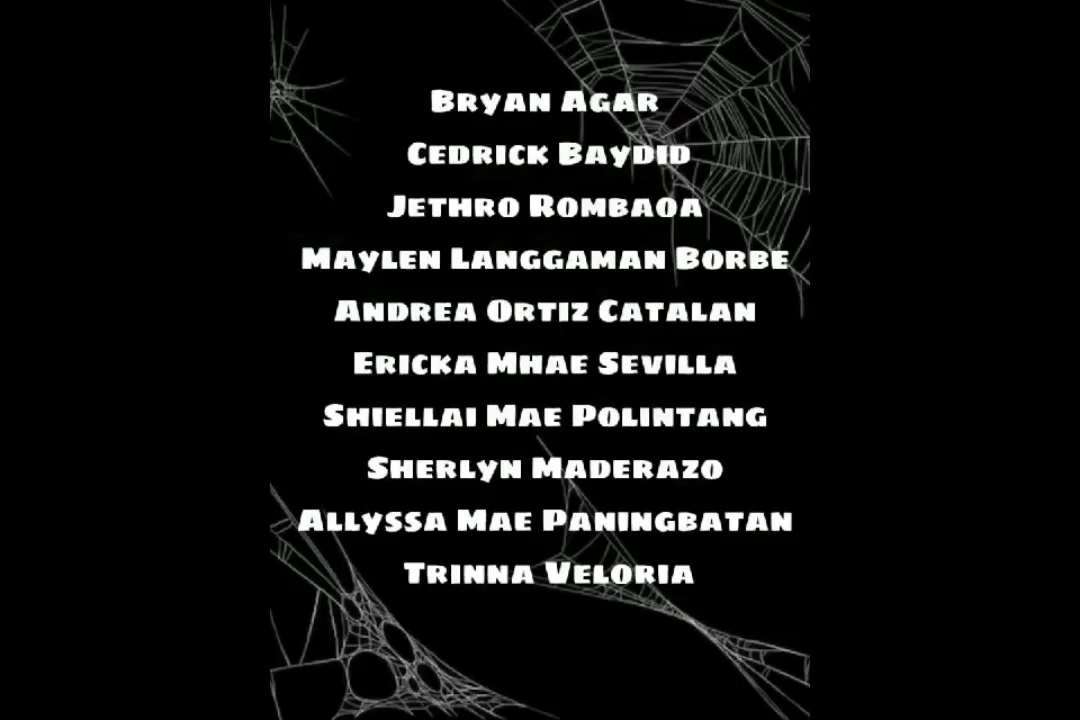 Bryan Agar
Cedrick Baydid
Jethro Rombaoa
Maylen Langgaman Borbe
Andrea Ortiz Catalan
Ericka Mhae Sevilla
Shiellai Mae Polintang
Sherlyn Maderazo
Allyssa Mae Paningbatan
Trinna Veloria